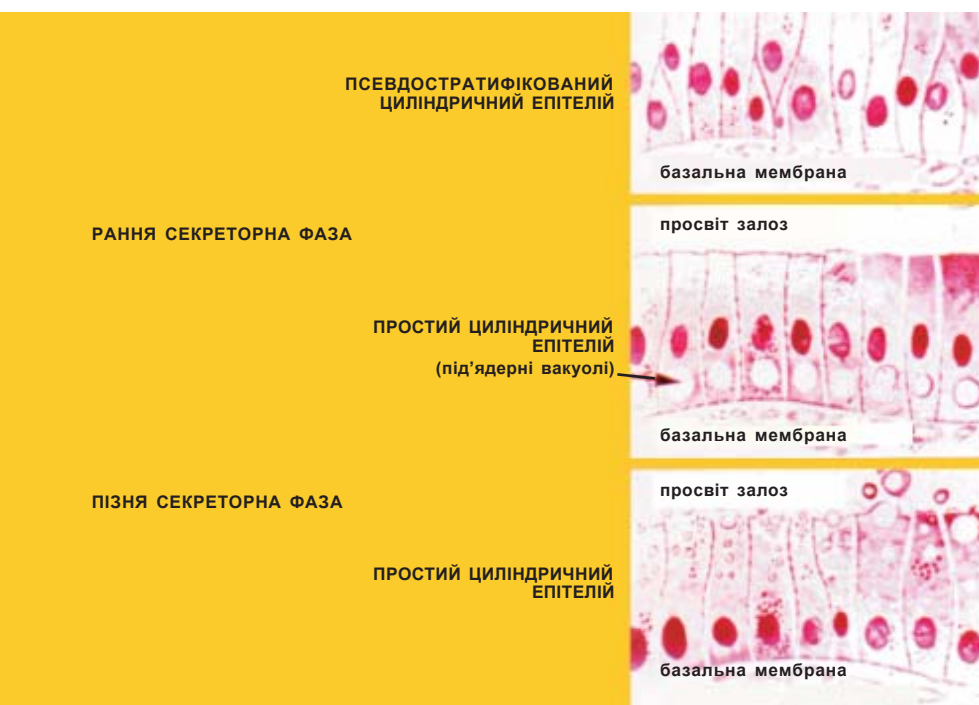 ПСЕВДОСТРАТИФІКОВАНИЙ
ЦИЛІНДРИЧНИЙ ЕПІТЕЛІЙ
базальна мембрана
РАННЯ СЕКРЕТОРНА ФАЗА
просвіт залоз
ПРОСТИЙ ЦИЛІНДРИЧНИЙ
ЕПІТЕЛІЙ
(під'ядерні вакуолі)
базальна мембрана
ПІЗНЯ СЕКРЕТОРНА ФАЗА
просвіт залоз
ПРОСТИЙ ЦИЛІНДРИЧНИЙ
ЕПІТЕЛІЙ
базальна мембрана